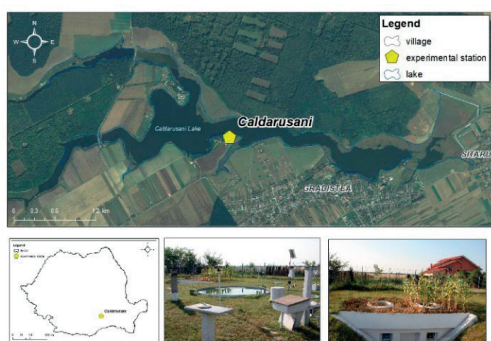 N
W E
S
Legend
village
experimental station
lake
Caldarusani
Caldarusani Lake
GRADISTEA
SITARU
0 0.3 0.6 1.2 km
Legend
Caldarusani